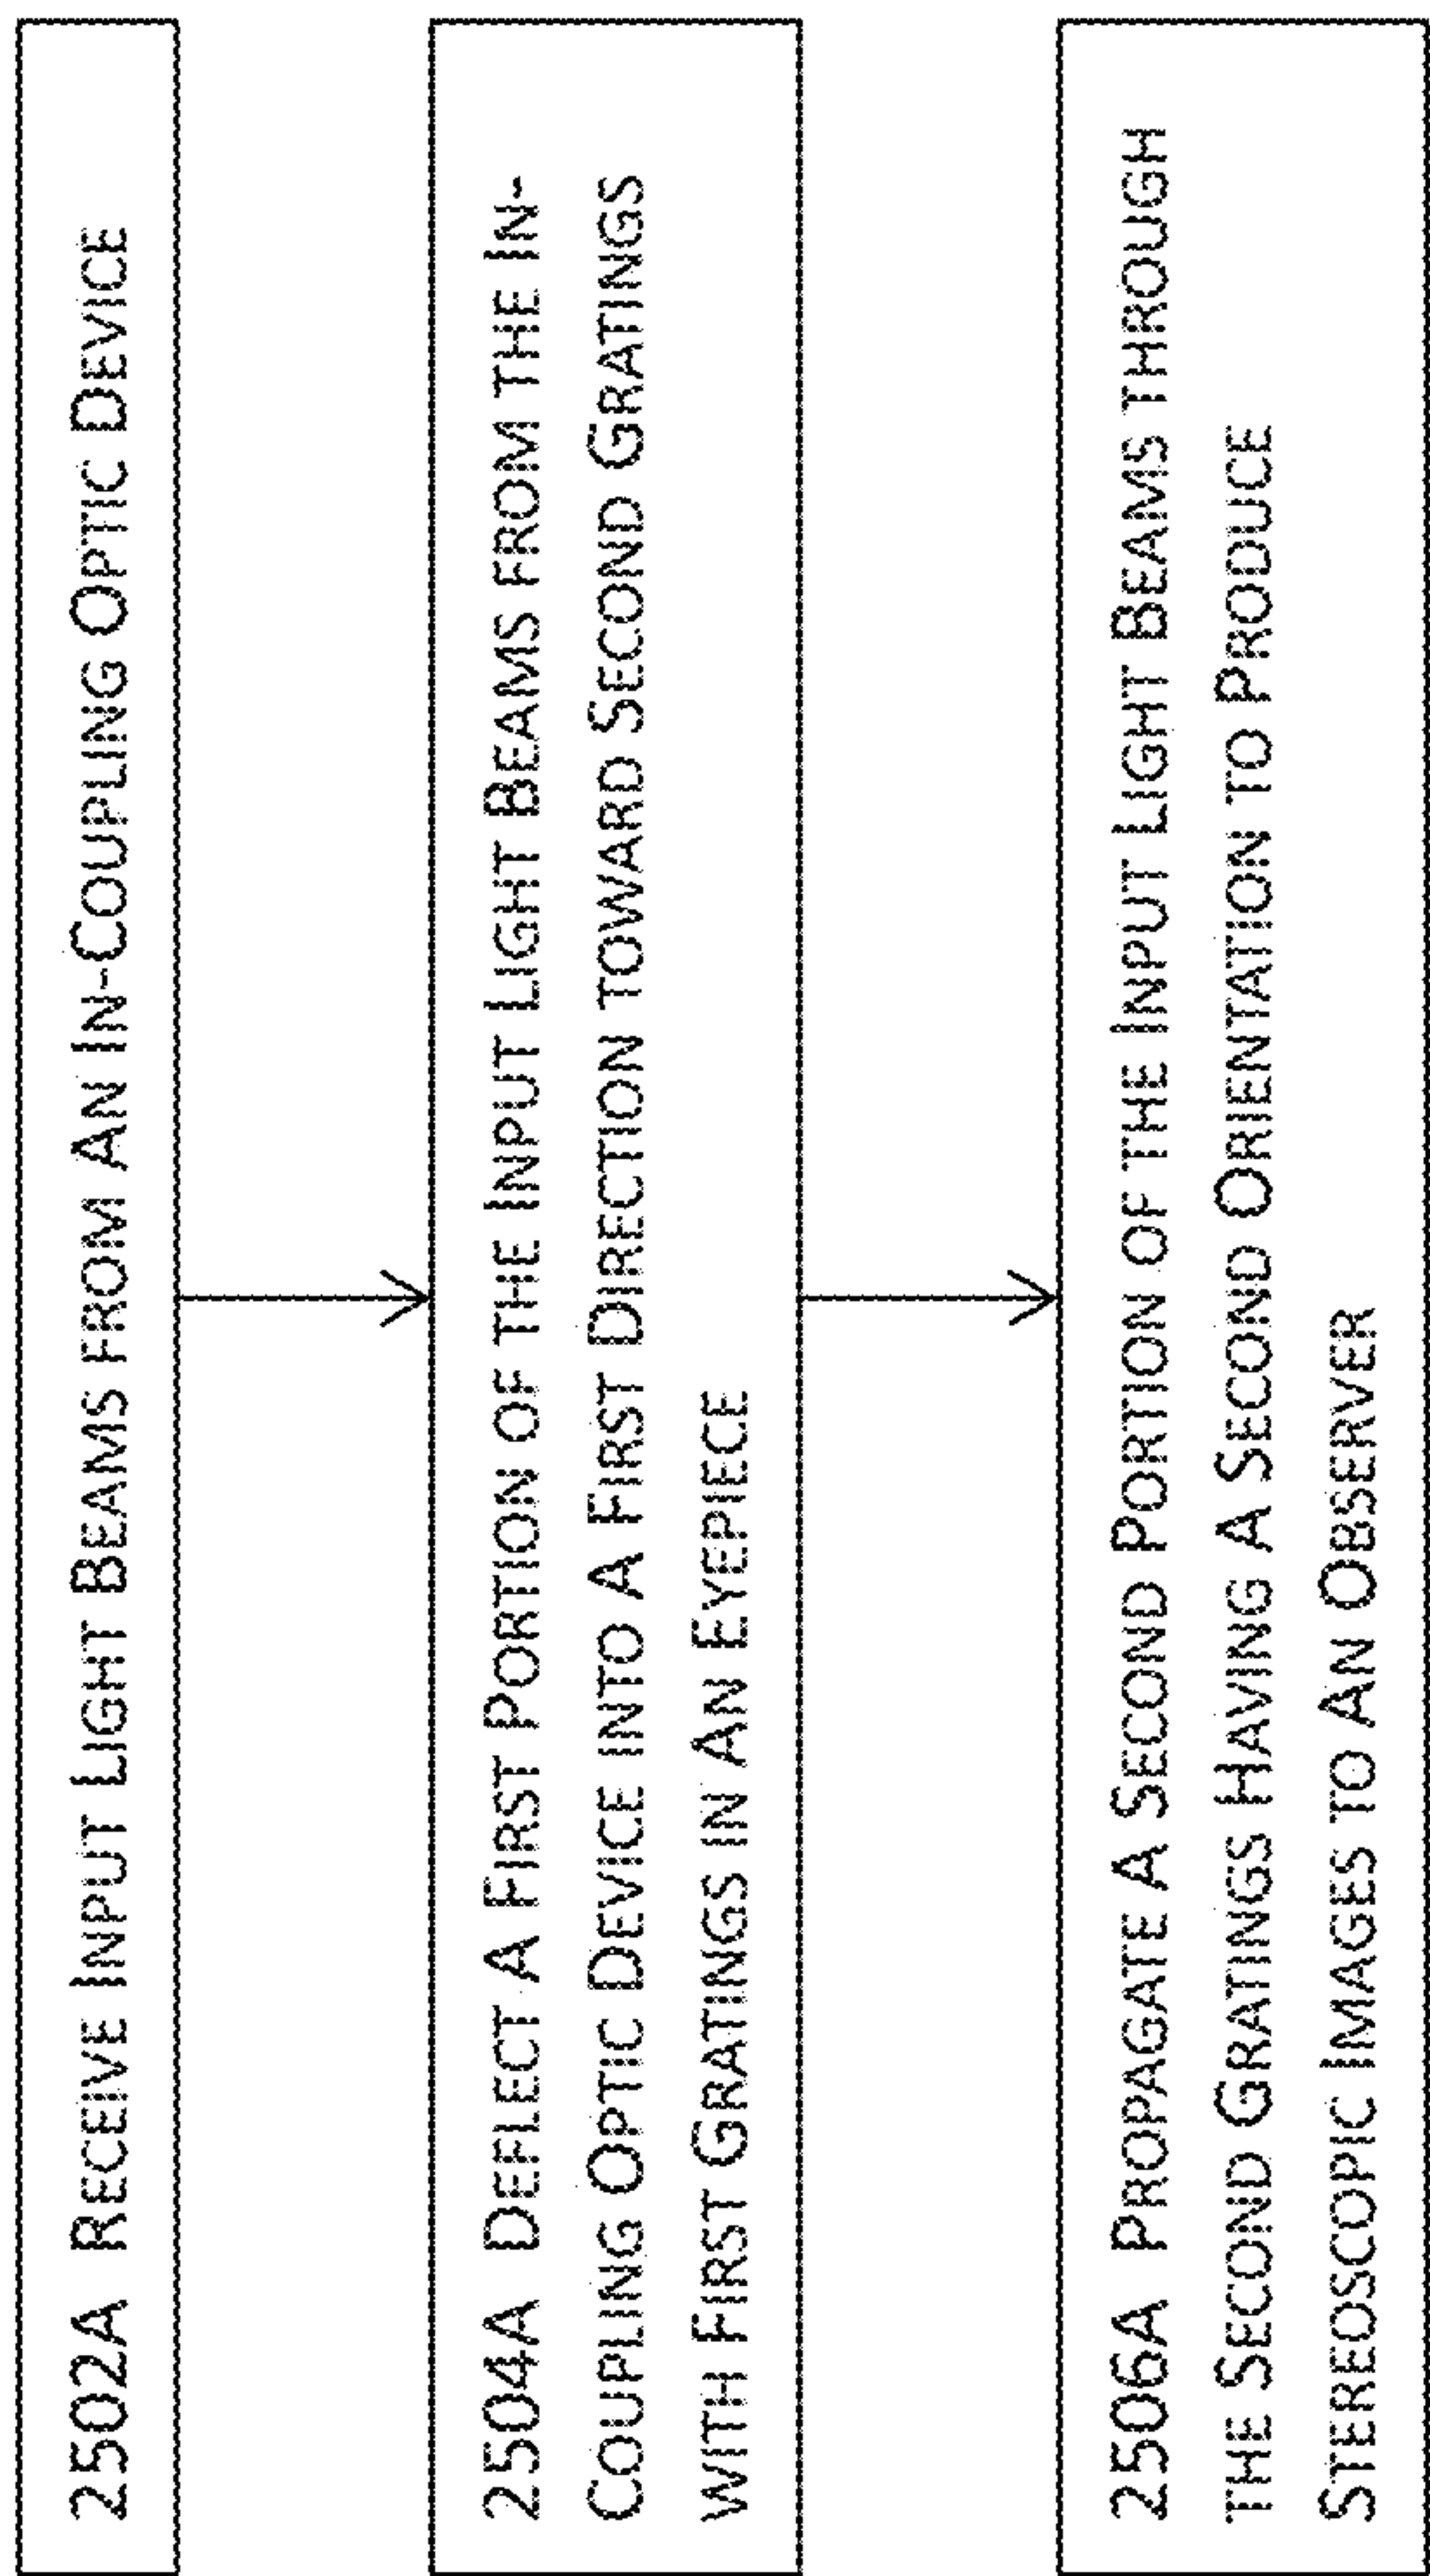 2502A Receive Input Light Beams from An In-Coupling Optic Device
2504A Deflect A First Portion of the Input Light Beams from the In-
Coupling Optic Device into A First Direction toward Second Gratings
with First Gratings in An Eyepiece
2506A Propagate A Second Portion of the Input Light Beams through
the Second Gratings Having A Second Orientation to Produce
Stereoscopic Images to An Observer